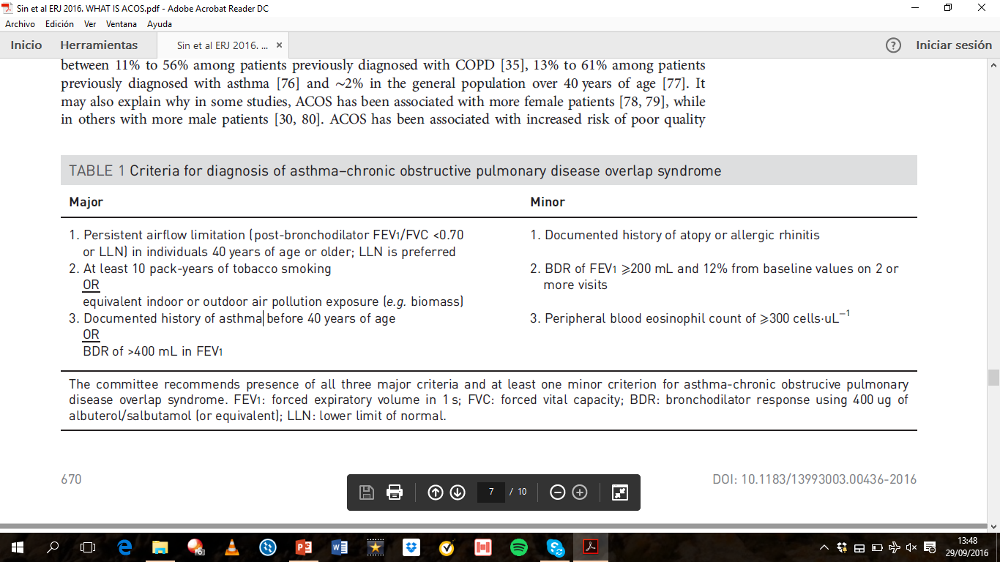 Sin et al ERJ 2016. WHAT IS ACOS.pdf - Adobe Acrobat Reader DC
Archivo Edición Ver Ventana Ayuda
Inicio Herramientas Sin et al ERJ 2016. ... × ? Iniciar sesión
between 11% to 56% among patients previously diagnosed with COPD [35], 13% to 61% among patients
previously diagnosed with asthma [76] and ~2% in the general population over 40 years of age [77]. It
may also explain why in some studies, ACOS has been associated with more female patients [78, 79], while
in others with more male patients [30, 80]. ACOS has been associated with increased risk of poor quality
TABLE 1 Criteria for diagnosis of asthma–chronic obstructive pulmonary disease overlap syndrome
Major Minor
1. Persistent airflow limitation (post-bronchodilator FEV1/FVC <0.70
or LLN) in individuals 40 years of age or older; LLN is preferred
2. At least 10 pack-years of tobacco smoking
OR
equivalent indoor or outdoor air pollution exposure (e.g. biomass)
3. Documented history of asthma before 40 years of age
OR
BDR of >400 mL in FEV1
1. Documented history of atopy or allergic rhinitis
2. BDR of FEV1 ⩾200 mL and 12% from baseline values on 2 or
more visits
3. Peripheral blood eosinophil count of ⩾300 cells·uL⁻¹
The committee recommends presence of all three major criteria and at least one minor criterion for asthma-chronic obstrucive pulmonary
disease overlap syndrome. FEV1: forced expiratory volume in 1 s; FVC: forced vital capacity; BDR: bronchodilator response using 400 ug of
albuterol/salbutamol (or equivalent); LLN: lower limit of normal.
670 DOI: 10.1183/13993003.00436-2016
7 / 10
13:48
29/09/2016